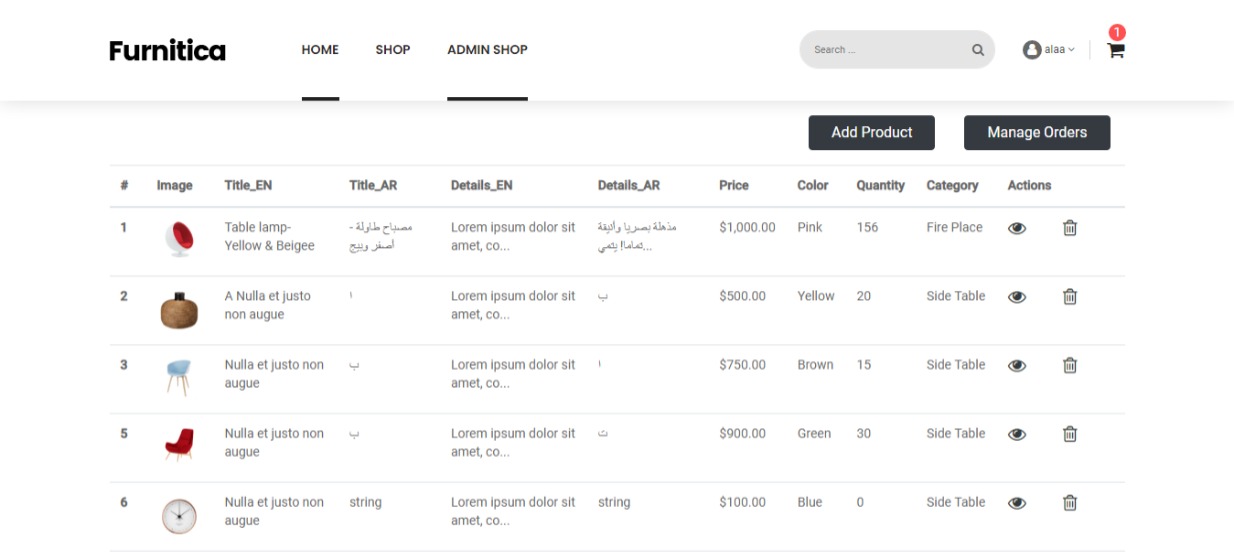 1
Furnitica HOME SHOP ADMIN SHOP Search ... alaa
Add Product Manage Orders
# Image Title_EN Title_AR Details_EN Details_AR Price Color Quantity Category Actions
1 Table lamp- مصباح طاولة - Lorem ipsum dolor sit مذهلة بصريا وأنيقة $1,000.00 Pink 156 Fire Place
Yellow & Beigee أصفر وبيج amet, co... تماما! يتمي...
2 A Nulla et justo ا Lorem ipsum dolor sit ب $500.00 Yellow 20 Side Table
non augue amet, co...
3 Nulla et justo non ب Lorem ipsum dolor sit ا $750.00 Brown 15 Side Table
augue amet, co...
5 Nulla et justo non ب Lorem ipsum dolor sit ث $900.00 Green 30 Side Table
augue amet, co...
6 Nulla et justo non string Lorem ipsum dolor sit string $100.00 Blue 0 Side Table
augue amet, co...